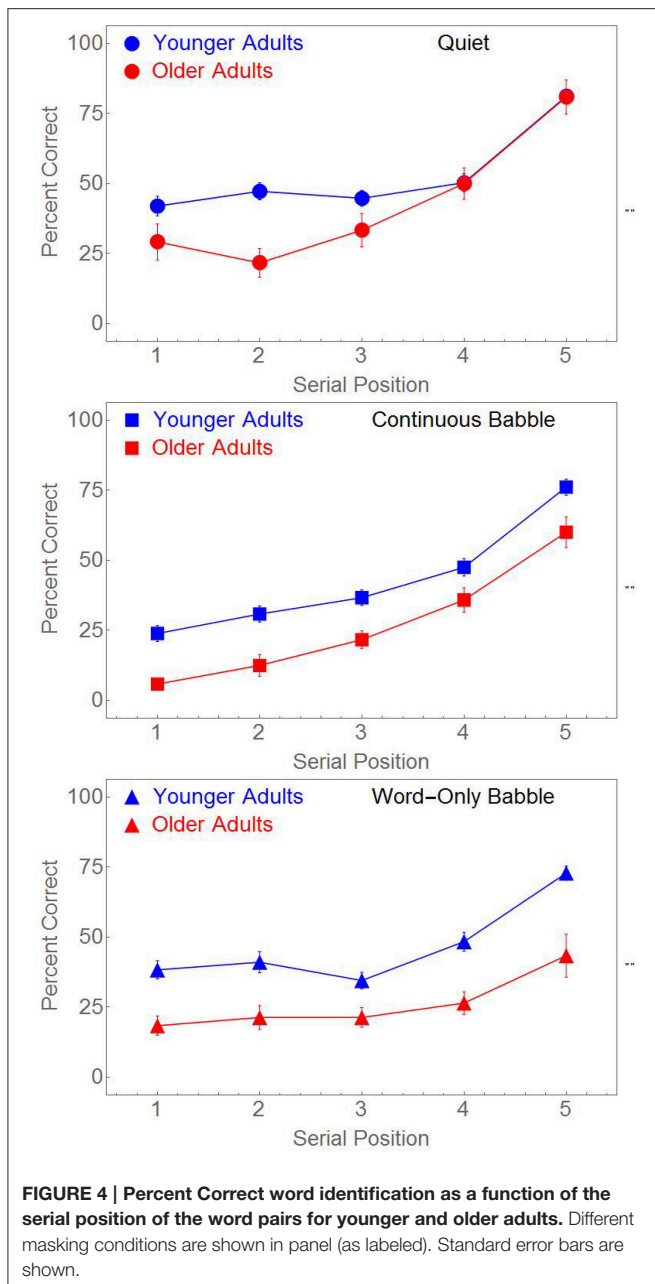 Younger Adults Quiet
Older Adults
Percent Correct
100
75
50
25
0
1 2 3 4 5
Serial Position
""
Younger Adults Continuous Babble
Older Adults
Percent Correct
100
75
50
25
0
1 2 3 4 5
Serial Position
""
Younger Adults Word–Only Babble
Older Adults
Percent Correct
100
75
50
25
0
1 2 3 4 5
Serial Position
""
FIGURE 4 | Percent Correct word identification as a function of the
serial position of the word pairs for younger and older adults. Different
masking conditions are shown in panel (as labeled). Standard error bars are
shown.